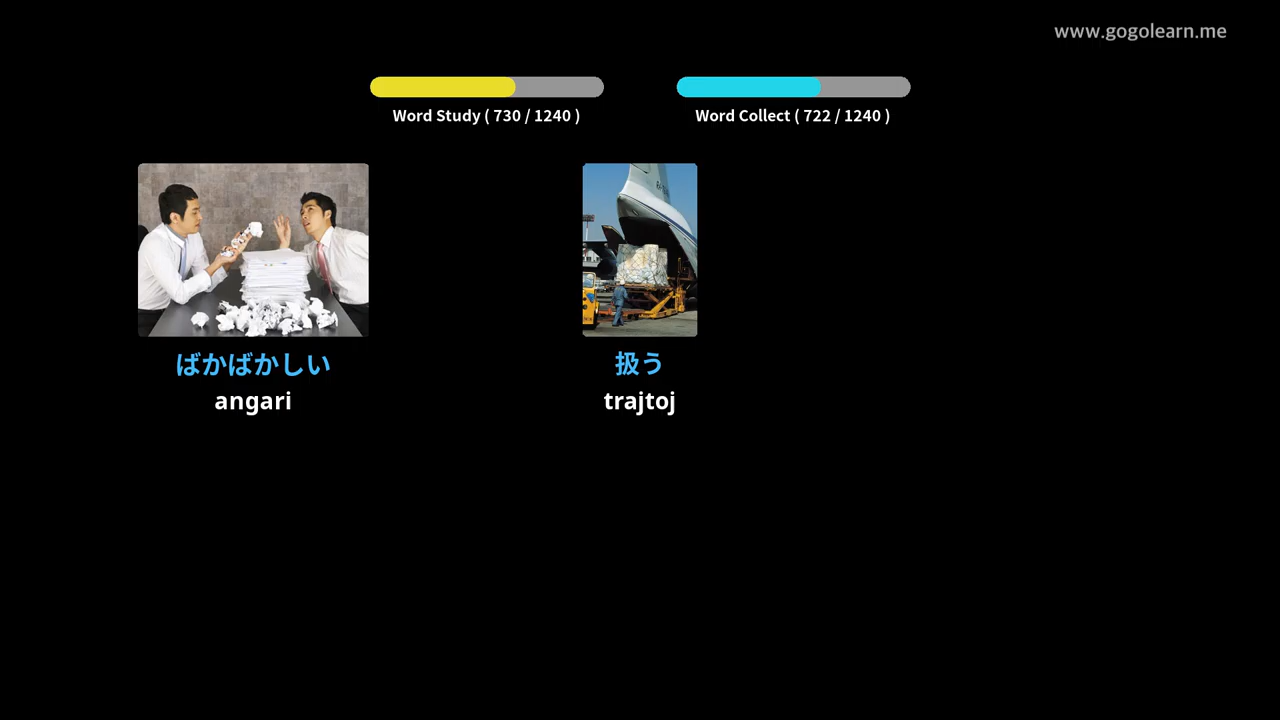 www.gogolearn.me
Word Study ( 730 / 1240 )
Word Collect ( 722 / 1240 )
ばかばかしい
angari
扱う
trajtoj